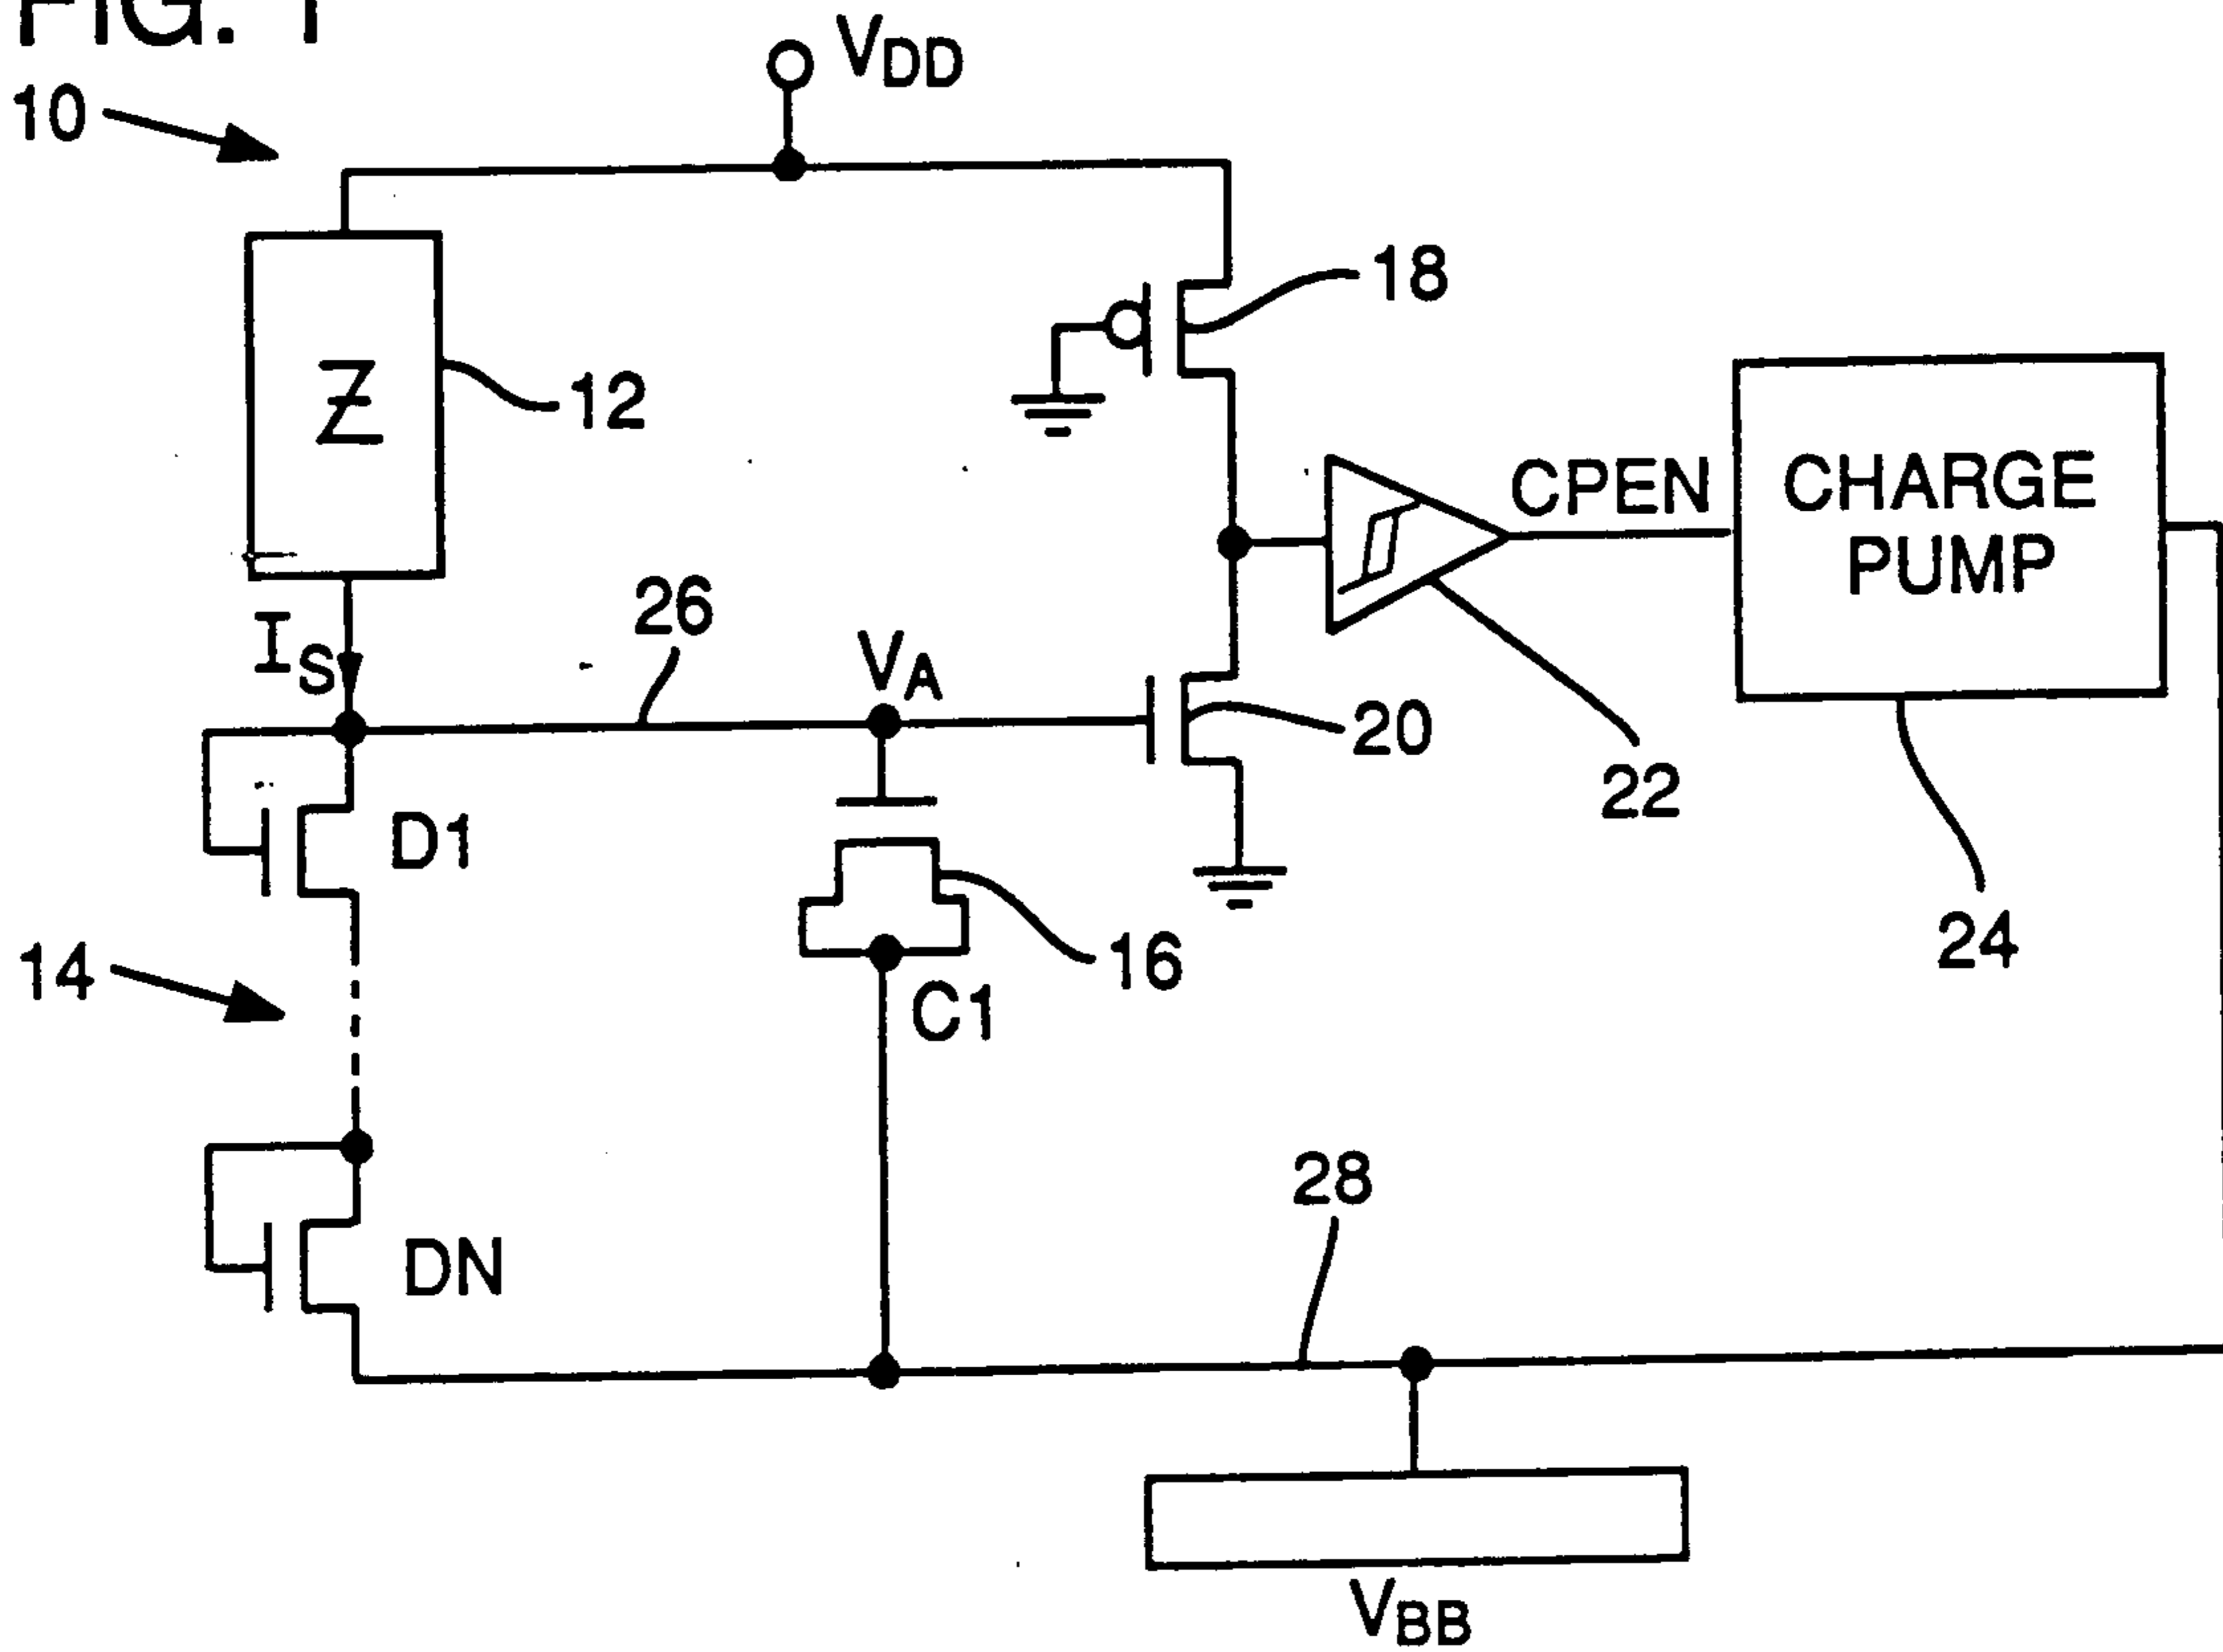 FIG. 1
10
VDD
18
Z
12
CPEN
CHARGE
PUMP
IS
26
VA
20
22
D1
16
24
14
C1
28
DN
VBB